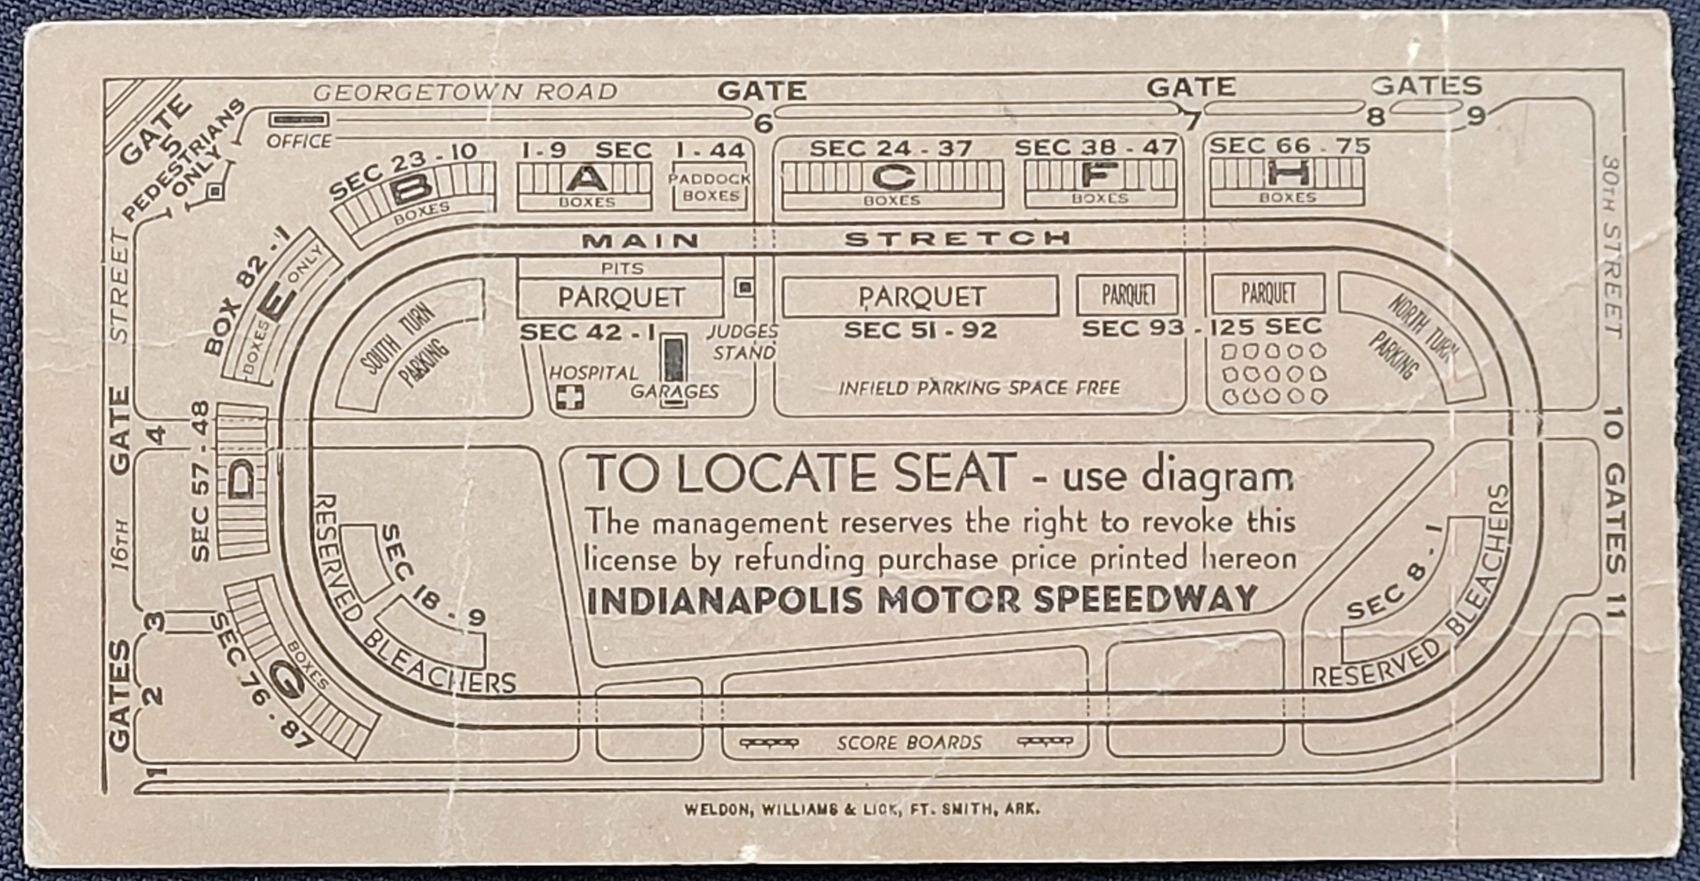 GEORGETOWN ROAD
GATE
6
GATE
7
GATES
8
9
GATE
5
PEDESTRIANS
ONLY
OFFICE
SEC 23 - 10
B
BOXES
1-9 SEC
A
BOXES
1 - 44
PADDOCK
BOXES
SEC 24 - 37
C
BOXES
SEC 38 - 47
F
BOXES
SEC 66 - 75
H
BOXES
30TH STREET
MAIN STRETCH
BOX 82 - 1
E
BOXES ONLY
PITS
PARQUET
SEC 42 - 1
JUDGES
STAND
PARQUET
SEC 51 - 92
PARQUET
PARQUET
SEC 93 - 125 SEC
SOUTH TURN
PARKING
NORTH TURN
PARKING
HOSPITAL
GARAGES
INFIELD PARKING SPACE FREE
16TH STREET
GATE
4
SEC 57 - 48
D
10 GATES 11
TO LOCATE SEAT - use diagram
The management reserves the right to revoke this
license by refunding purchase price printed hereon
INDIANAPOLIS MOTOR SPEEEDWAY
SEC 18 - 9
RESERVED BLEACHERS
SEC 8 - 1
RESERVED BLEACHERS
SEC 76 - 87
G
BOXES
GATES
3
2
1
SCORE BOARDS
WELDON, WILLIAMS & LICK, FT. SMITH, ARK.